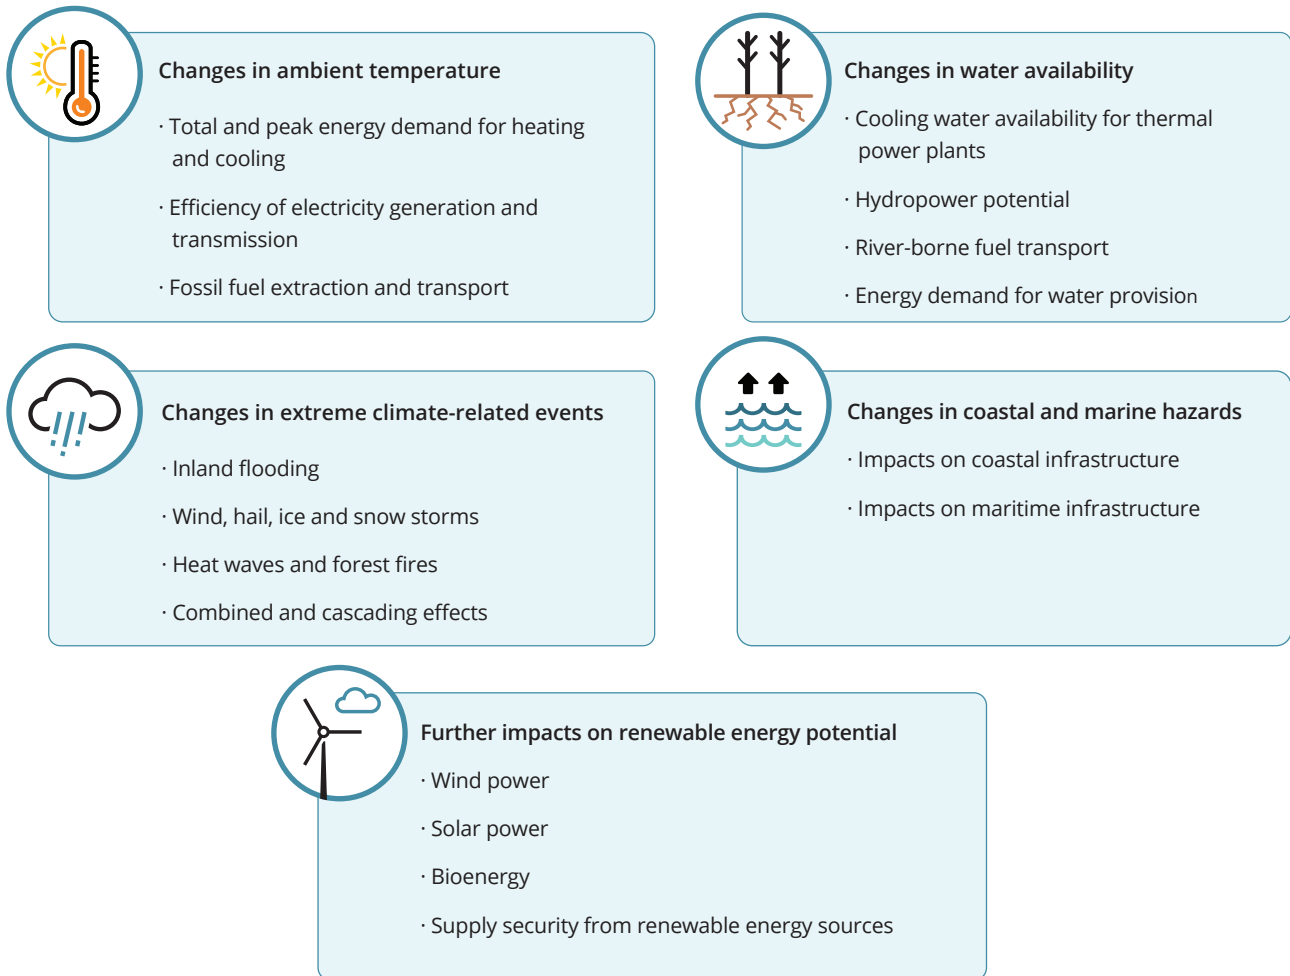 Changes in ambient temperature
· Total and peak energy demand for heating
and cooling
· Efficiency of electricity generation and
transmission
· Fossil fuel extraction and transport
Changes in water availability
· Cooling water availability for thermal
power plants
· Hydropower potential
· River-borne fuel transport
· Energy demand for water provision
Changes in extreme climate-related events
· Inland flooding
· Wind, hail, ice and snow storms
· Heat waves and forest fires
· Combined and cascading effects
Changes in coastal and marine hazards
· Impacts on coastal infrastructure
· Impacts on maritime infrastructure
Further impacts on renewable energy potential
· Wind power
· Solar power
· Bioenergy
· Supply security from renewable energy sources